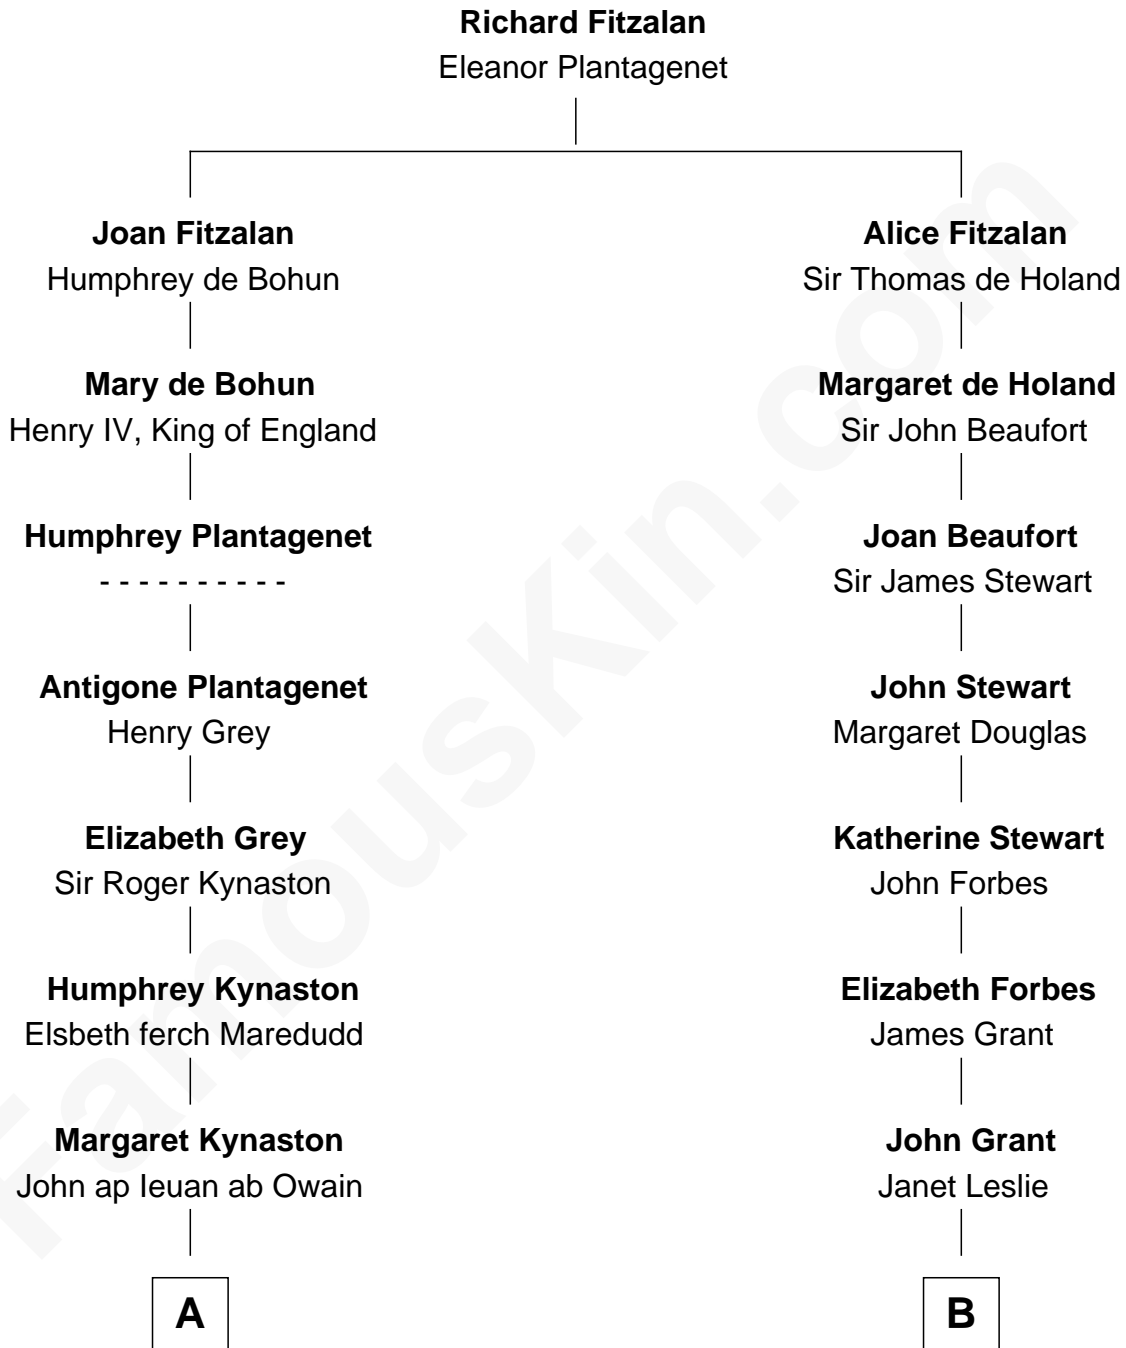 Richard Fitzalan
Eleanor Plantagenet
Joan Fitzalan
Humphrey de Bohun
Alice Fitzalan
Sir Thomas de Holand
Mary de Bohun
Henry IV, King of England
Margaret de Holand
Sir John Beaufort
Humphrey Plantagenet
- - - - - - - - - -
Joan Beaufort
Sir James Stewart
Antigone Plantagenet
Henry Grey
John Stewart
Margaret Douglas
Elizabeth Grey
Sir Roger Kynaston
Katherine Stewart
John Forbes
Humphrey Kynaston
Elsbeth ferch Maredudd
Elizabeth Forbes
James Grant
Margaret Kynaston
John ap Ieuan ab Owain
John Grant
Janet Leslie
A
B
FamousKin.com